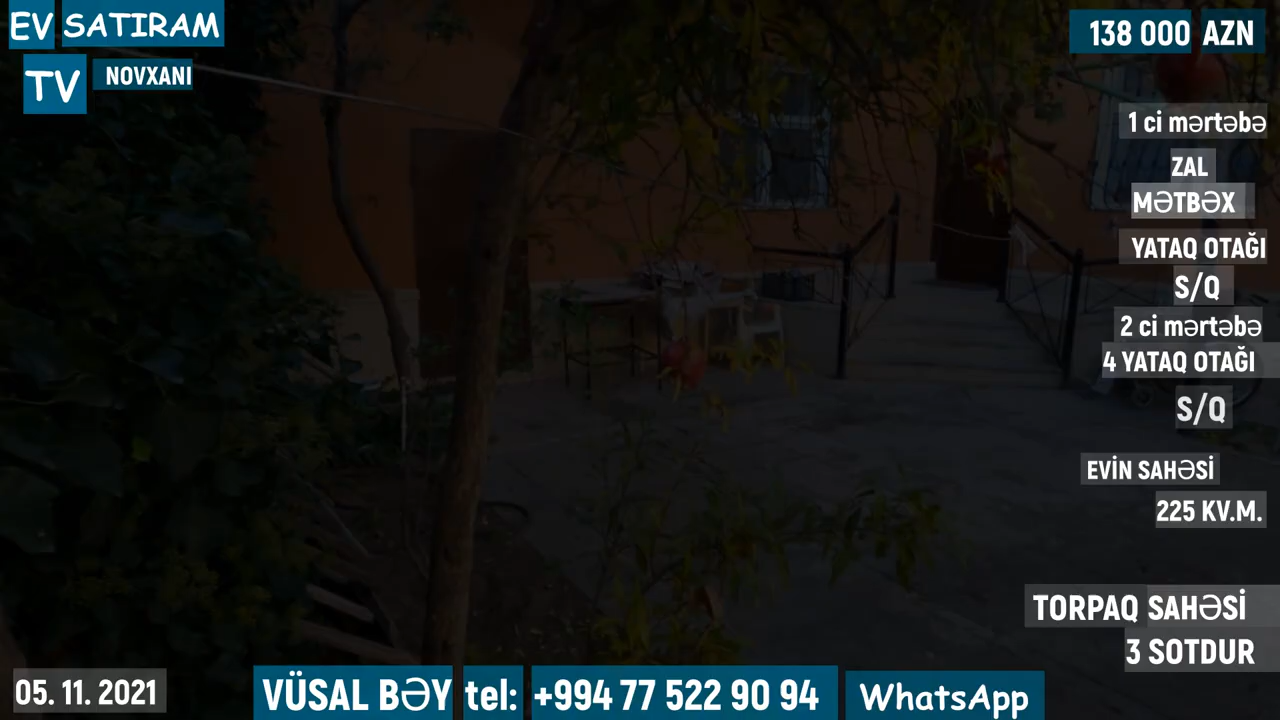 EV SATIRAM
TV NOVXANI
138 000 AZN
1 ci mərtəbə
ZAL
MƏTBƏX
YATAQ OTAĞI
S/Q
2 ci mərtəbə
4 YATAQ OTAĞI
S/Q
EVİN SAHƏSİ
225 KV.M.
TORPAQ SAHƏSİ
3 SOTDUR
05. 11. 2021
VÜSAL BƏY tel: +994 77 522 90 94 WhatsApp